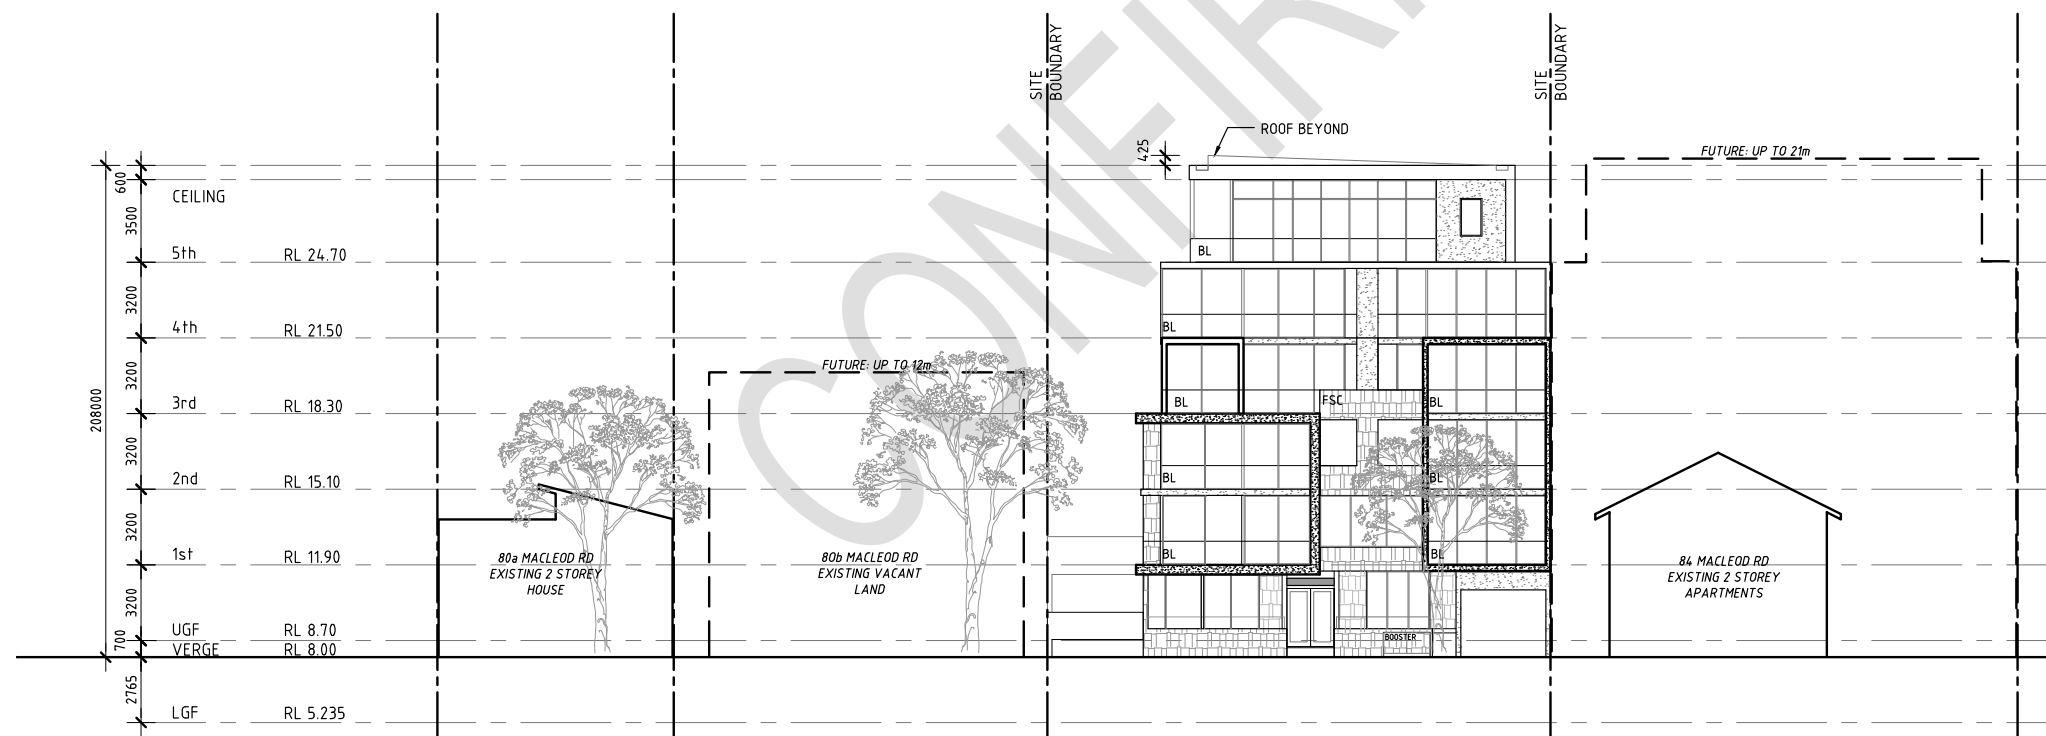 CONFIR
SITE
BOUNDARY
SITE
BOUNDARY
ROOF BEYOND
425
FUTURE: UP TO 21m
600
CEILING
3500
5th RL 24.70
BL
3200
4th RL 21.50
BL
3200
FUTURE: UP TO 12m
208000
3rd RL 18.30
BL
FSC
BL
3200
2nd RL 15.10
BL
BL
3200
1st RL 11.90
BL
BL
80a MACLEOD RD
EXISTING 2 STOREY
HOUSE
80b MACLEOD RD
EXISTING VACANT
LAND
84 MACLEOD RD
EXISTING 2 STOREY
APARTMENTS
3200
UGF RL 8.70
BOOSTER
700
VERGE RL 8.00
2765
LGF RL 5.235